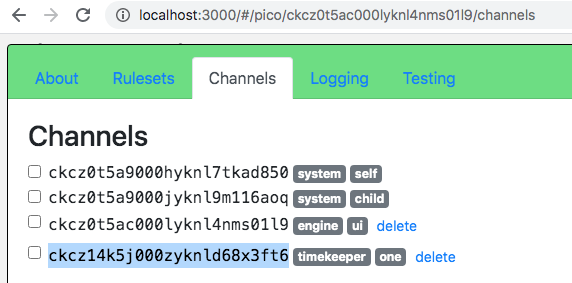 localhost:3000/#/pico/ckcz0t5ac000lyknl4nms01l9/channels
About Rulesets Channels Logging Testing
Channels
ckcz0t5a9000hyknl7tkad850 system self
ckcz0t5a9000jyknl9m116aoq system child
ckcz0t5ac000lyknl4nms01l9 engine ui delete
ckcz14k5j000zyknld68x3ft6 timekeeper one delete